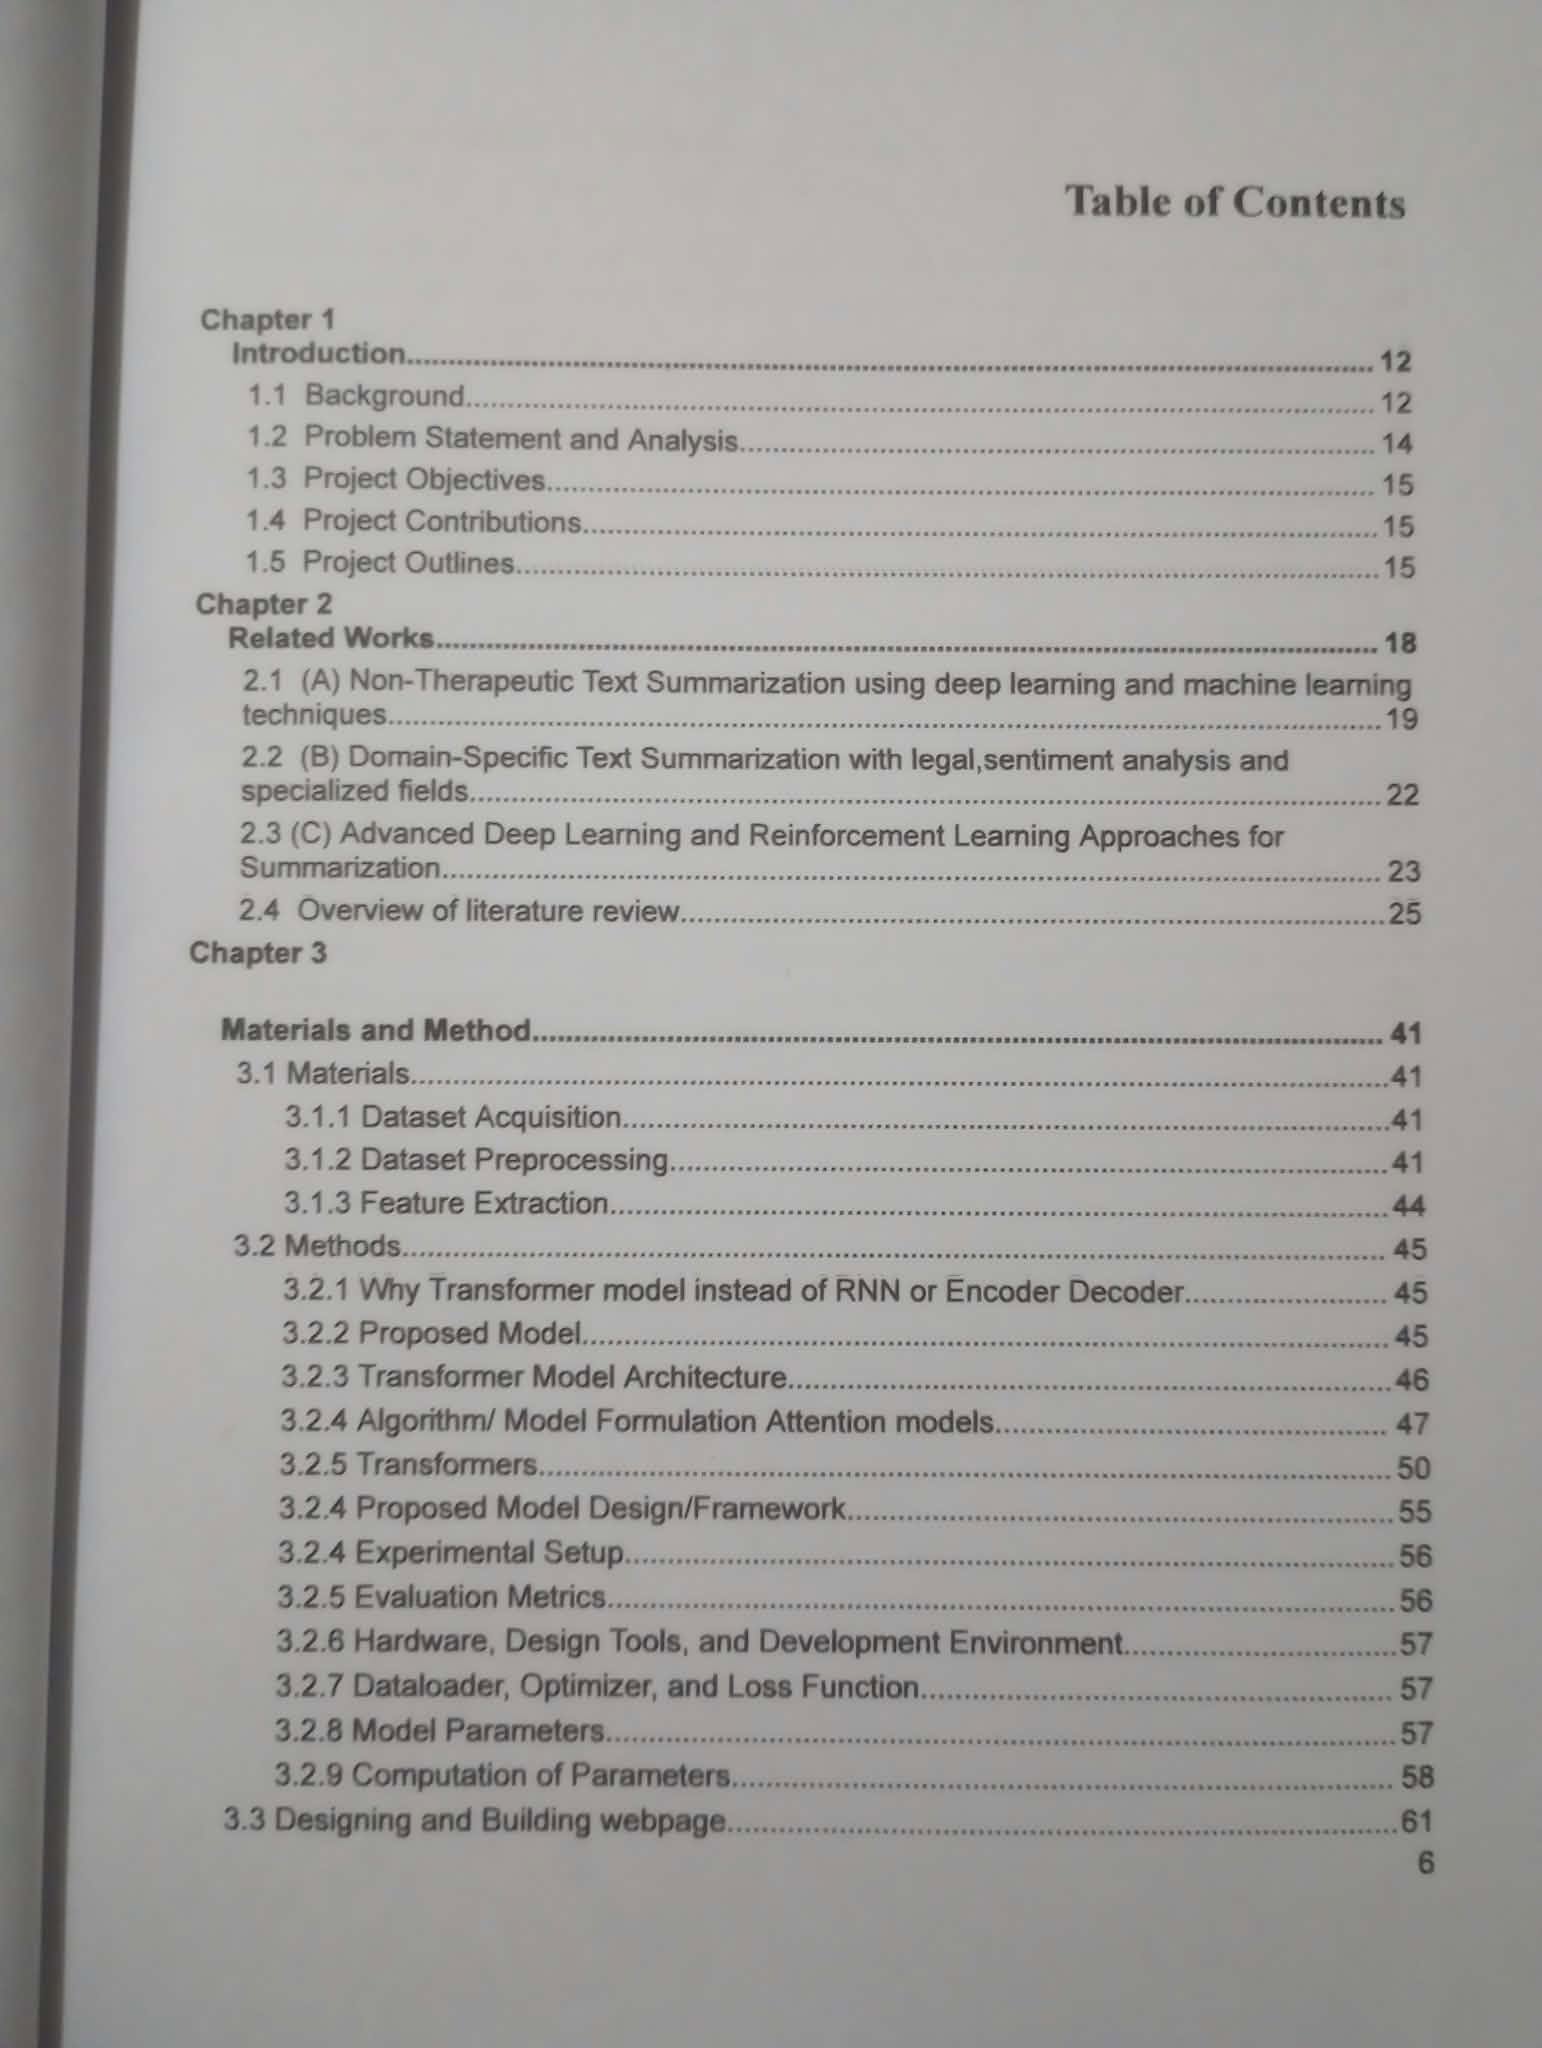 Table of Contents
Chapter 1
Introduction........................................ 12
1.1 Background........................................ 12
1.2 Problem Statement and Analysis........................................ 14
1.3 Project Objectives........................................ 15
1.4 Project Contributions........................................ 15
1.5 Project Outlines........................................ 15
Chapter 2
Related Works........................................ 18
2.1 (A) Non-Therapeutic Text Summarization using deep learning and machine learning
techniques........................................ 19
2.2 (B) Domain-Specific Text Summarization with legal,sentiment analysis and
specialized fields........................................ 22
2.3 (C) Advanced Deep Learning and Reinforcement Learning Approaches for
Summarization........................................ 23
2.4 Overview of literature review........................................ 25
Chapter 3
Materials and Method........................................ 41
3.1 Materials........................................ 41
3.1.1 Dataset Acquisition........................................ 41
3.1.2 Dataset Preprocessing........................................ 41
3.1.3 Feature Extraction........................................ 44
3.2 Methods........................................ 45
3.2.1 Why Transformer model instead of RNN or Encoder Decoder........................ 45
3.2.2 Proposed Model........................................ 45
3.2.3 Transformer Model Architecture........................................ 46
3.2.4 Algorithm/ Model Formulation Attention models........................................ 47
3.2.5 Transformers........................................ 50
3.2.4 Proposed Model Design/Framework........................................ 55
3.2.4 Experimental Setup........................................ 56
3.2.5 Evaluation Metrics........................................ 56
3.2.6 Hardware, Design Tools, and Development Environment................................ 57
3.2.7 Dataloader, Optimizer, and Loss Function........................................ 57
3.2.8 Model Parameters........................................ 57
3.2.9 Computation of Parameters........................................ 58
3.3 Designing and Building webpage........................................ 61
6